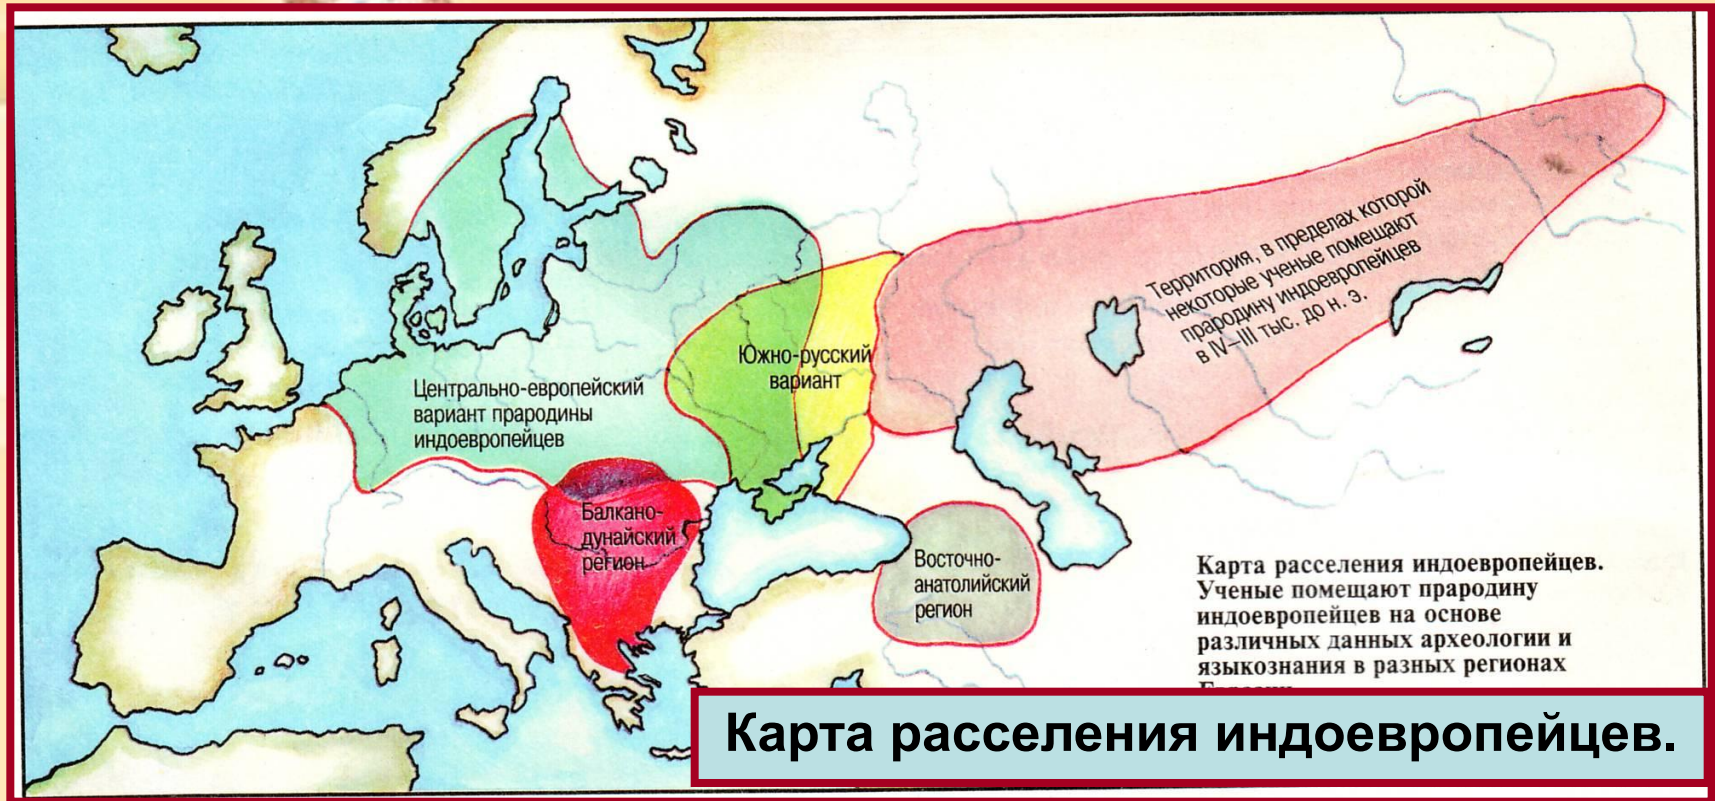 Территория, в пределах которой
некоторые ученые помещают
прародину индоевропейцев
в IV–III тыс. до н. э.
Южно-русский
вариант
Центрально-европейский
вариант прародины
индоевропейцев
Балкано-
дунайский
регион
Восточно-
анатолийский
регион
Карта расселения индоевропейцев.
Ученые помещают прародину
индоевропейцев на основе
различных данных археологии и
языкознания в разных регионах
Карта расселения индоевропейцев.